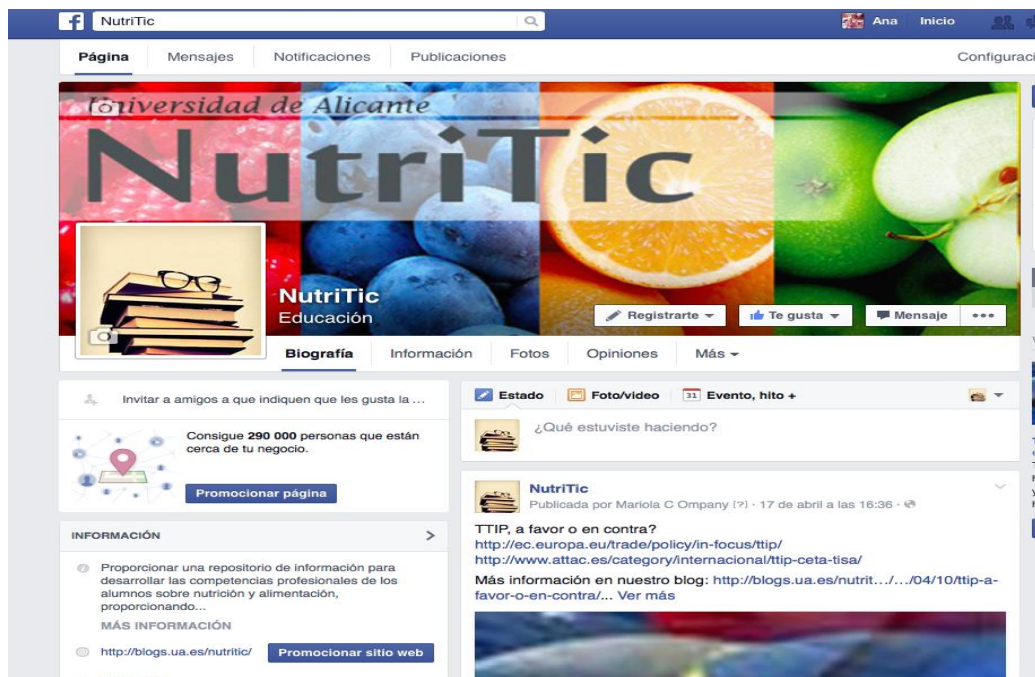 NutriTic
Ana Inicio
Página Mensajes Notificaciones Publicaciones Configuraci
Universidad de Alicante
NutriTic
NutriTic
Educación
Registrarte Te gusta Mensaje
Biografía Información Fotos Opiniones Más
Invitar a amigos a que indiquen que les gusta la ...
Consigue 290 000 personas que están
cerca de tu negocio.
Promocionar página
INFORMACIÓN
Proporcionar una repositorio de información para
desarrollar las competencias profesionales de los
alumnos sobre nutrición y alimentación,
proporcionando...
MÁS INFORMACIÓN
http://blogs.ua.es/nutritic/ Promocionar sitio web
Estado Foto/video 31 Evento, hito +
¿Qué estuviste haciendo?
NutriTic
Publicada por Mariola C Ompany [?] · 17 de abril a las 16:36 ·
TTIP, a favor o en contra?
http://ec.europa.eu/trade/policy/in-focus/ttip/
http://www.attac.es/category/internacional/ttip-ceta-tisa/
Más información en nuestro blog: http://blogs.ua.es/nutrit.../.../04/10/ttip-a-
favor-o-en-contra/... Ver más